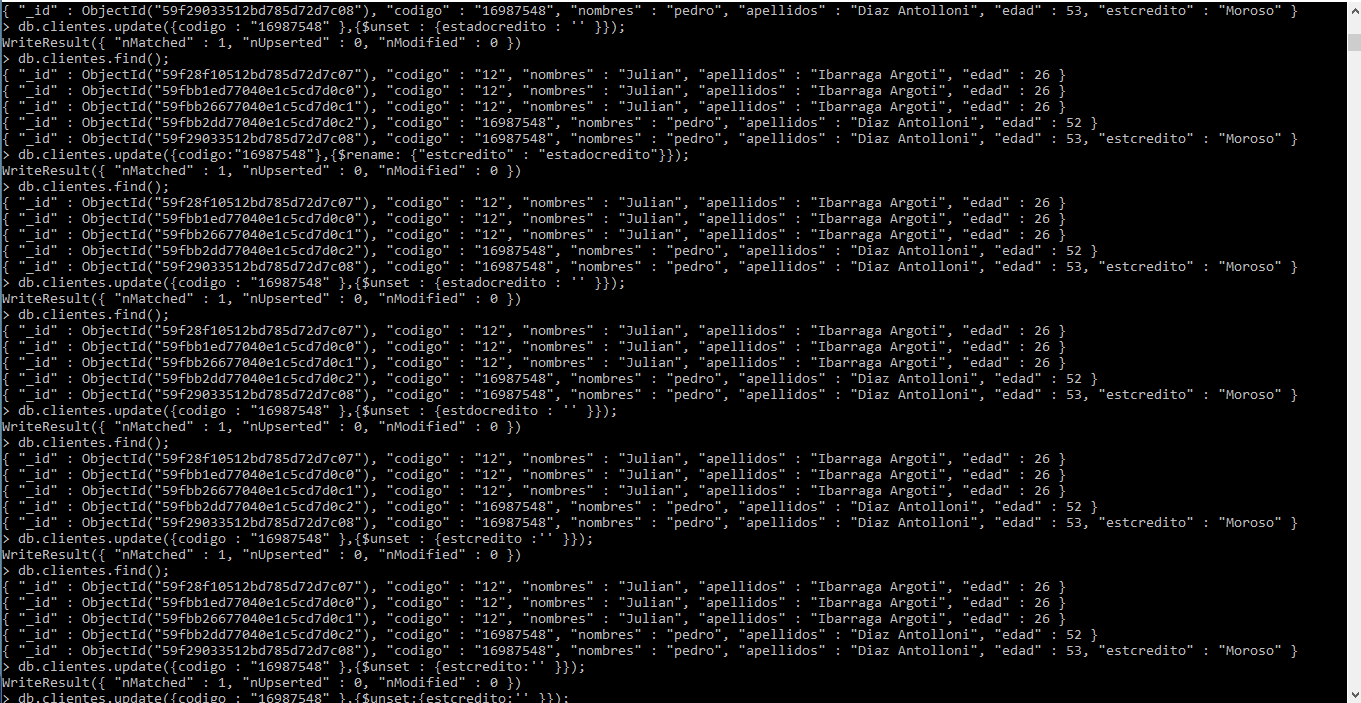 { "_id" : ObjectId("59f29033512bd785d72d7c08"), "codigo" : "16987548", "nombres" : "pedro", "apellidos" : "Diaz Antolloni", "edad" : 53, "estcredito" : "Moroso" }
> db.clientes.update({codigo : "16987548" },{$unset : {estadocredito : '' }});
WriteResult({ "nMatched" : 1, "nUpserted" : 0, "nModified" : 0 })
> db.clientes.find();
{ "_id" : ObjectId("59f28f10512bd785d72d7c07"), "codigo" : "12", "nombres" : "Julian", "apellidos" : "Ibarraga Argoti", "edad" : 26 }
{ "_id" : ObjectId("59fbb1ed77040e1c5cd7d0c0"), "codigo" : "12", "nombres" : "Julian", "apellidos" : "Ibarraga Argoti", "edad" : 26 }
{ "_id" : ObjectId("59fbb26677040e1c5cd7d0c1"), "codigo" : "12", "nombres" : "Julian", "apellidos" : "Ibarraga Argoti", "edad" : 26 }
{ "_id" : ObjectId("59fbb2dd77040e1c5cd7d0c2"), "codigo" : "16987548", "nombres" : "pedro", "apellidos" : "Diaz Antolloni", "edad" : 52 }
{ "_id" : ObjectId("59f29033512bd785d72d7c08"), "codigo" : "16987548", "nombres" : "pedro", "apellidos" : "Diaz Antolloni", "edad" : 53, "estcredito" : "Moroso" }
> db.clientes.update({codigo:"16987548"},{$rename: {"estcredito" : "estadocredito"}});
WriteResult({ "nMatched" : 1, "nUpserted" : 0, "nModified" : 0 })
> db.clientes.find();
{ "_id" : ObjectId("59f28f10512bd785d72d7c07"), "codigo" : "12", "nombres" : "Julian", "apellidos" : "Ibarraga Argoti", "edad" : 26 }
{ "_id" : ObjectId("59fbb1ed77040e1c5cd7d0c0"), "codigo" : "12", "nombres" : "Julian", "apellidos" : "Ibarraga Argoti", "edad" : 26 }
{ "_id" : ObjectId("59fbb26677040e1c5cd7d0c1"), "codigo" : "12", "nombres" : "Julian", "apellidos" : "Ibarraga Argoti", "edad" : 26 }
{ "_id" : ObjectId("59fbb2dd77040e1c5cd7d0c2"), "codigo" : "16987548", "nombres" : "pedro", "apellidos" : "Diaz Antolloni", "edad" : 52 }
{ "_id" : ObjectId("59f29033512bd785d72d7c08"), "codigo" : "16987548", "nombres" : "pedro", "apellidos" : "Diaz Antolloni", "edad" : 53, "estcredito" : "Moroso" }
> db.clientes.update({codigo : "16987548" },{$unset : {estadocredito : '' }});
WriteResult({ "nMatched" : 1, "nUpserted" : 0, "nModified" : 0 })
> db.clientes.find();
{ "_id" : ObjectId("59f28f10512bd785d72d7c07"), "codigo" : "12", "nombres" : "Julian", "apellidos" : "Ibarraga Argoti", "edad" : 26 }
{ "_id" : ObjectId("59fbb1ed77040e1c5cd7d0c0"), "codigo" : "12", "nombres" : "Julian", "apellidos" : "Ibarraga Argoti", "edad" : 26 }
{ "_id" : ObjectId("59fbb26677040e1c5cd7d0c1"), "codigo" : "12", "nombres" : "Julian", "apellidos" : "Ibarraga Argoti", "edad" : 26 }
{ "_id" : ObjectId("59fbb2dd77040e1c5cd7d0c2"), "codigo" : "16987548", "nombres" : "pedro", "apellidos" : "Diaz Antolloni", "edad" : 52 }
{ "_id" : ObjectId("59f29033512bd785d72d7c08"), "codigo" : "16987548", "nombres" : "pedro", "apellidos" : "Diaz Antolloni", "edad" : 53, "estcredito" : "Moroso" }
> db.clientes.update({codigo : "16987548" },{$unset : {estdocredito : '' }});
WriteResult({ "nMatched" : 1, "nUpserted" : 0, "nModified" : 0 })
> db.clientes.find();
{ "_id" : ObjectId("59f28f10512bd785d72d7c07"), "codigo" : "12", "nombres" : "Julian", "apellidos" : "Ibarraga Argoti", "edad" : 26 }
{ "_id" : ObjectId("59fbb1ed77040e1c5cd7d0c0"), "codigo" : "12", "nombres" : "Julian", "apellidos" : "Ibarraga Argoti", "edad" : 26 }
{ "_id" : ObjectId("59fbb26677040e1c5cd7d0c1"), "codigo" : "12", "nombres" : "Julian", "apellidos" : "Ibarraga Argoti", "edad" : 26 }
{ "_id" : ObjectId("59fbb2dd77040e1c5cd7d0c2"), "codigo" : "16987548", "nombres" : "pedro", "apellidos" : "Diaz Antolloni", "edad" : 52 }
{ "_id" : ObjectId("59f29033512bd785d72d7c08"), "codigo" : "16987548", "nombres" : "pedro", "apellidos" : "Diaz Antolloni", "edad" : 53, "estcredito" : "Moroso" }
> db.clientes.update({codigo : "16987548" },{$unset : {estcredito :'' }});
WriteResult({ "nMatched" : 1, "nUpserted" : 0, "nModified" : 0 })
> db.clientes.find();
{ "_id" : ObjectId("59f28f10512bd785d72d7c07"), "codigo" : "12", "nombres" : "Julian", "apellidos" : "Ibarraga Argoti", "edad" : 26 }
{ "_id" : ObjectId("59fbb1ed77040e1c5cd7d0c0"), "codigo" : "12", "nombres" : "Julian", "apellidos" : "Ibarraga Argoti", "edad" : 26 }
{ "_id" : ObjectId("59fbb26677040e1c5cd7d0c1"), "codigo" : "12", "nombres" : "Julian", "apellidos" : "Ibarraga Argoti", "edad" : 26 }
{ "_id" : ObjectId("59fbb2dd77040e1c5cd7d0c2"), "codigo" : "16987548", "nombres" : "pedro", "apellidos" : "Diaz Antolloni", "edad" : 52 }
{ "_id" : ObjectId("59f29033512bd785d72d7c08"), "codigo" : "16987548", "nombres" : "pedro", "apellidos" : "Diaz Antolloni", "edad" : 53, "estcredito" : "Moroso" }
> db.clientes.update({codigo : "16987548" },{$unset : {estcredito:'' }});
WriteResult({ "nMatched" : 1, "nUpserted" : 0, "nModified" : 0 })
> db.clientes.update({codigo : "16987548" },{$unset:{estcredito:'' }});